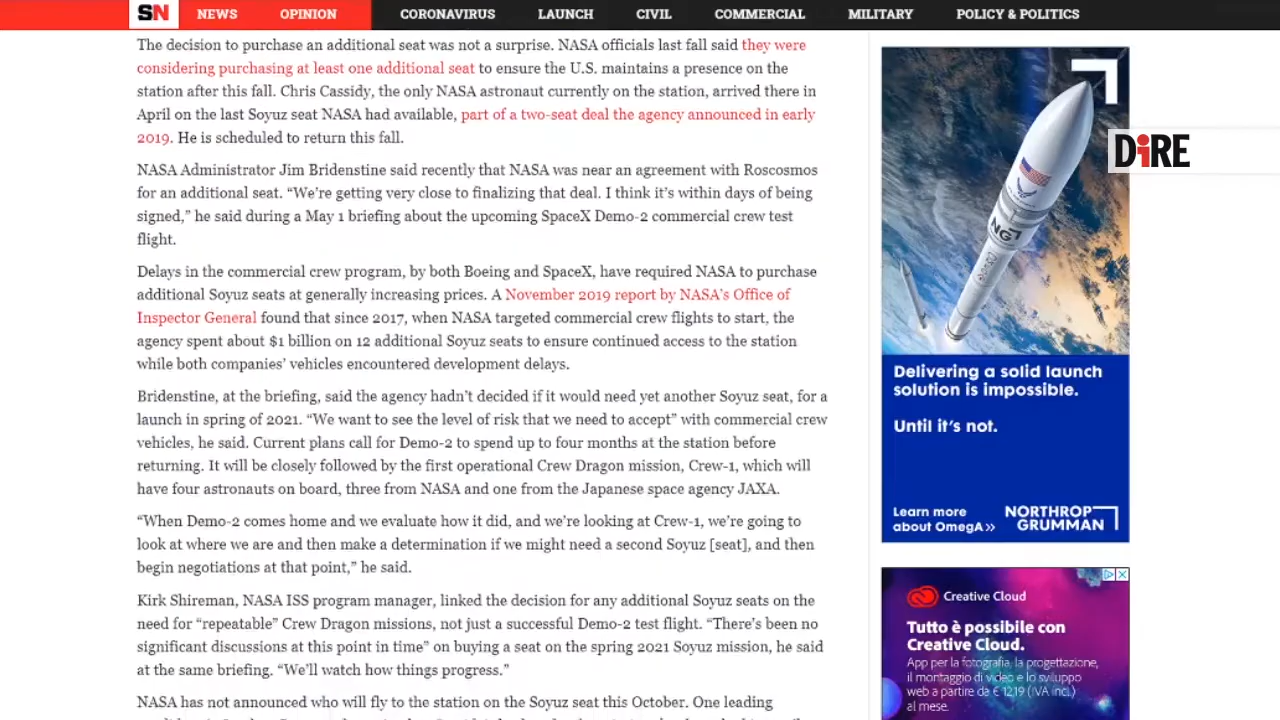 SN NEWS OPINION CORONAVIRUS LAUNCH CIVIL COMMERCIAL MILITARY POLICY & POLITICS
The decision to purchase an additional seat was not a surprise. NASA officials last fall said they were
considering purchasing at least one additional seat to ensure the U.S. maintains a presence on the
station after this fall. Chris Cassidy, the only NASA astronaut currently on the station, arrived there in
April on the last Soyuz seat NASA had available, part of a two-seat deal the agency announced in early
2019. He is scheduled to return this fall.
NASA Administrator Jim Bridenstine said recently that NASA was near an agreement with Roscosmos
for an additional seat. “We’re getting very close to finalizing that deal. I think it’s within days of being
signed,” he said during a May 1 briefing about the upcoming SpaceX Demo-2 commercial crew test
flight.
Delays in the commercial crew program, by both Boeing and SpaceX, have required NASA to purchase
additional Soyuz seats at generally increasing prices. A November 2019 report by NASA’s Office of
Inspector General found that since 2017, when NASA targeted commercial crew flights to start, the
agency spent about $1 billion on 12 additional Soyuz seats to ensure continued access to the station
while both companies’ vehicles encountered development delays.
Bridenstine, at the briefing, said the agency hadn’t decided if it would need yet another Soyuz seat, for a
launch in spring of 2021. “We want to see the level of risk that we need to accept” with commercial crew
vehicles, he said. Current plans call for Demo-2 to spend up to four months at the station before
returning. It will be closely followed by the first operational Crew Dragon mission, Crew-1, which will
have four astronauts on board, three from NASA and one from the Japanese space agency JAXA.
“When Demo-2 comes home and we evaluate how it did, and we’re looking at Crew-1, we’re going to
look at where we are and then make a determination if we might need a second Soyuz [seat], and then
begin negotiations at that point,” he said.
Kirk Shireman, NASA ISS program manager, linked the decision for any additional Soyuz seats on the
need for “repeatable” Crew Dragon missions, not just a successful Demo-2 test flight. “There’s been no
significant discussions at this point in time” on buying a seat on the spring 2021 Soyuz mission, he said
at the same briefing. “We’ll watch how things progress.”
NASA has not announced who will fly to the station on the Soyuz seat this October. One leading
DiRE
NG
Delivering a solid launch
solution is impossible.
Until it’s not.
Learn more
about OmegA »
NORTHROP
GRUMMAN
Creative Cloud
Tutto è possibile con
Creative Cloud.
App per la fotografia, la progettazione,
il montaggio di video e lo sviluppo
web a partire da € 12,19 (IVA incl.)
al mese.